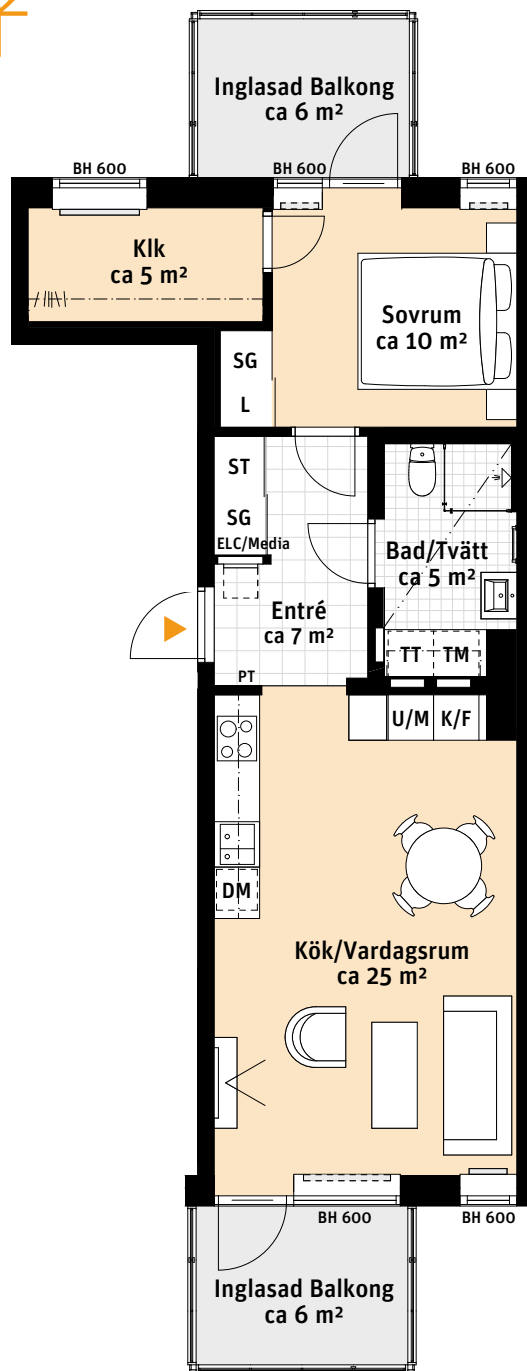 Inglasad Balkong
ca 6 m²
BH 600
BH 600
BH 600
Klk
ca 5 m²
Sovrum
ca 10 m²
SG
L
ST
SG
ELC/Media
Bad/Tvätt
ca 5 m²
Entré
ca 7 m²
TT
TM
PT
U/M
K/F
DM
Kök/Vardagsrum
ca 25 m²
BH 600
BH 600
Inglasad Balkong
ca 6 m²